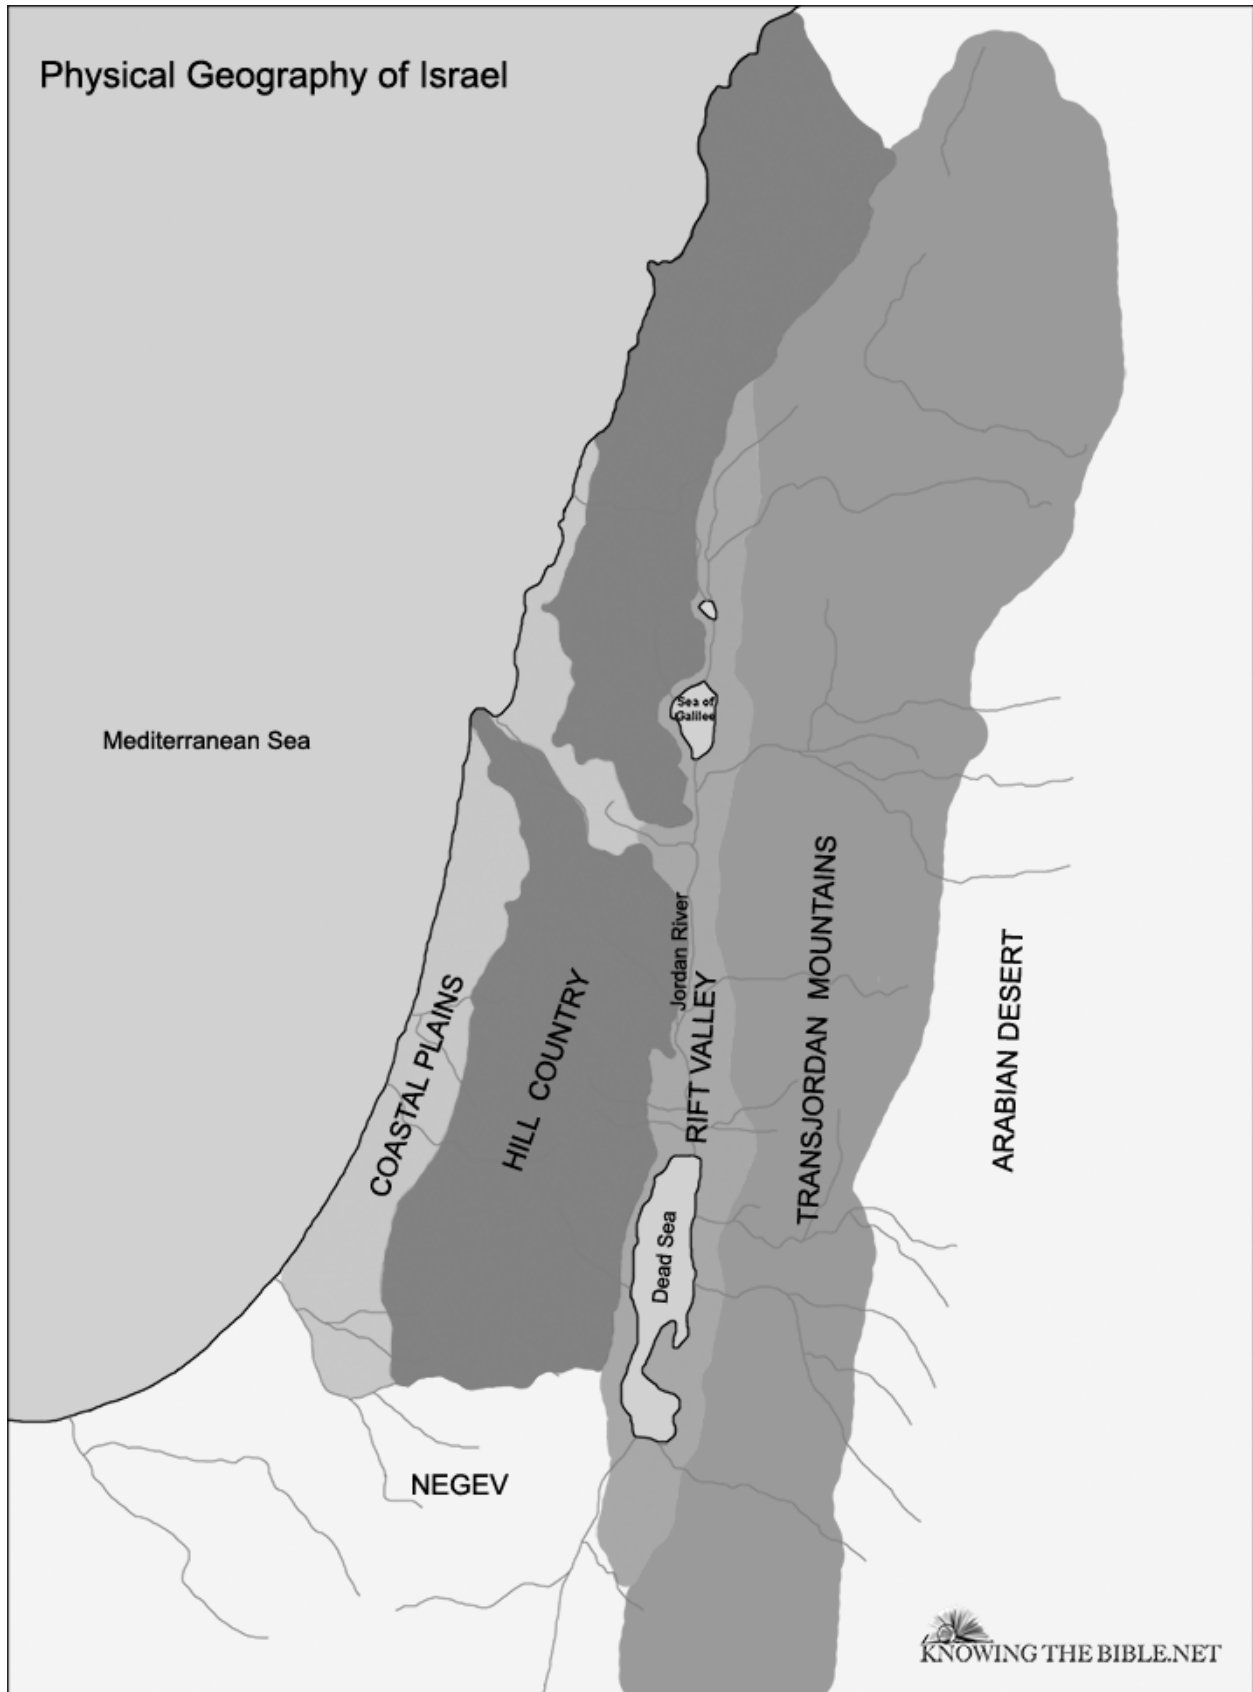 Physical Geography of Israel
Sea of
Galilee
Mediterranean Sea
Jordan River
COASTAL PLAINS
HILL COUNTRY
RIFT VALLEY
TRANSJORDAN MOUNTAINS
ARABIAN DESERT
Dead Sea
NEGEV
KNOWING THE BIBLE.NET